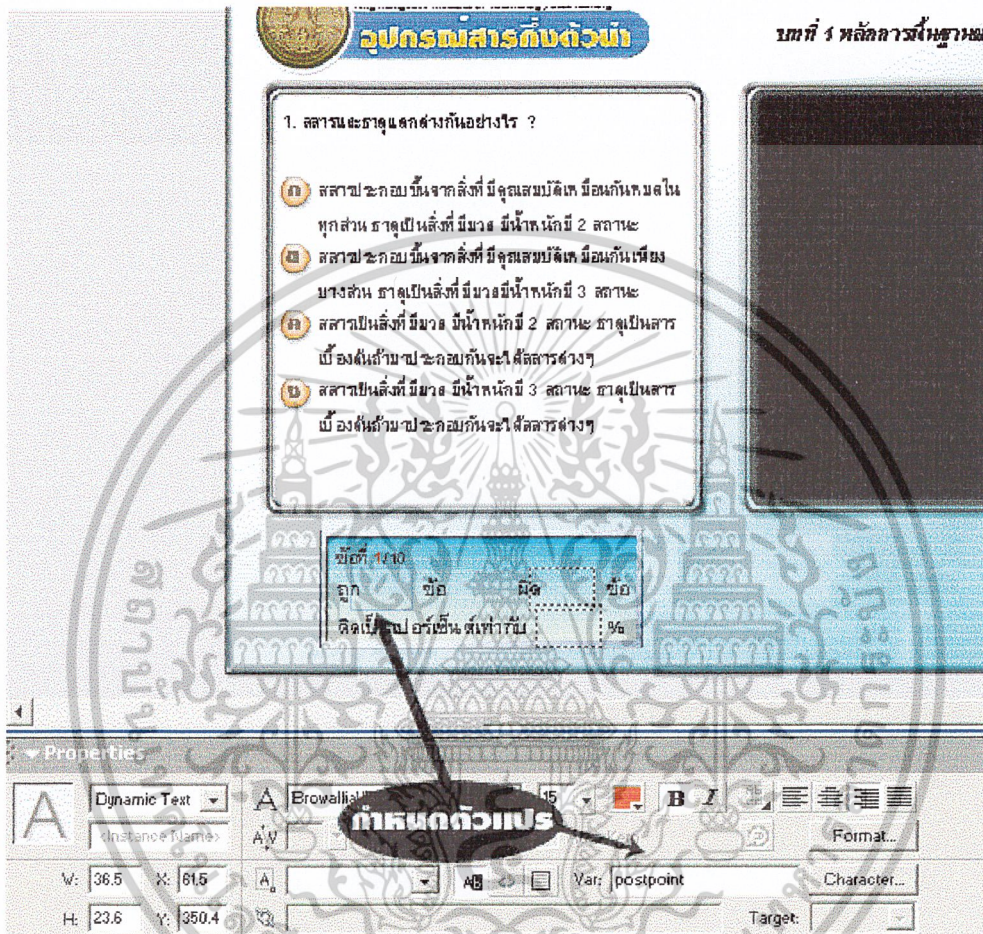 อุปกรณ์สารกึ่งตัวนำ
บทที่ 1 หลักการพื้นฐาน
1. สสารและธาตุแตกต่างกันอย่างไร ?
ก สสารประกอบขึ้นจากสิ่งที่มีคุณสมบัติเหมือนกันหมดใน
ทุกส่วน ธาตุเป็นสิ่งที่มีมวล มีน้ำหนักมี 2 สถานะ
ข สสารประกอบขึ้นจากสิ่งที่มีคุณสมบัติเหมือนกันเพียง
บางส่วน ธาตุเป็นสิ่งที่มีมวลมีน้ำหนักมี 3 สถานะ
ค สสารเป็นสิ่งที่มีมวล มีน้ำหนักมี 2 สถานะ ธาตุเป็นสาร
เบื้องต้นถ้ามาประกอบกันจะได้สสารต่างๆ
ง สสารเป็นสิ่งที่มีมวล มีน้ำหนักมี 3 สถานะ ธาตุเป็นสาร
เบื้องต้นถ้ามาประกอบกันจะได้สสารต่างๆ
ข้อที่ 1/10
ถูก ข้อ ผิด ข้อ
คิดเป็นเปอร์เซ็นต์เท่ากับ %
Properties
A Dynamic Text A Browallia 15 B I
<Instance Name> A|V กำหนดตัวแปร Format...
W: 36.5 X: 61.5 A Var: postpoint Character...
H: 23.6 Y: 350.4 Target: